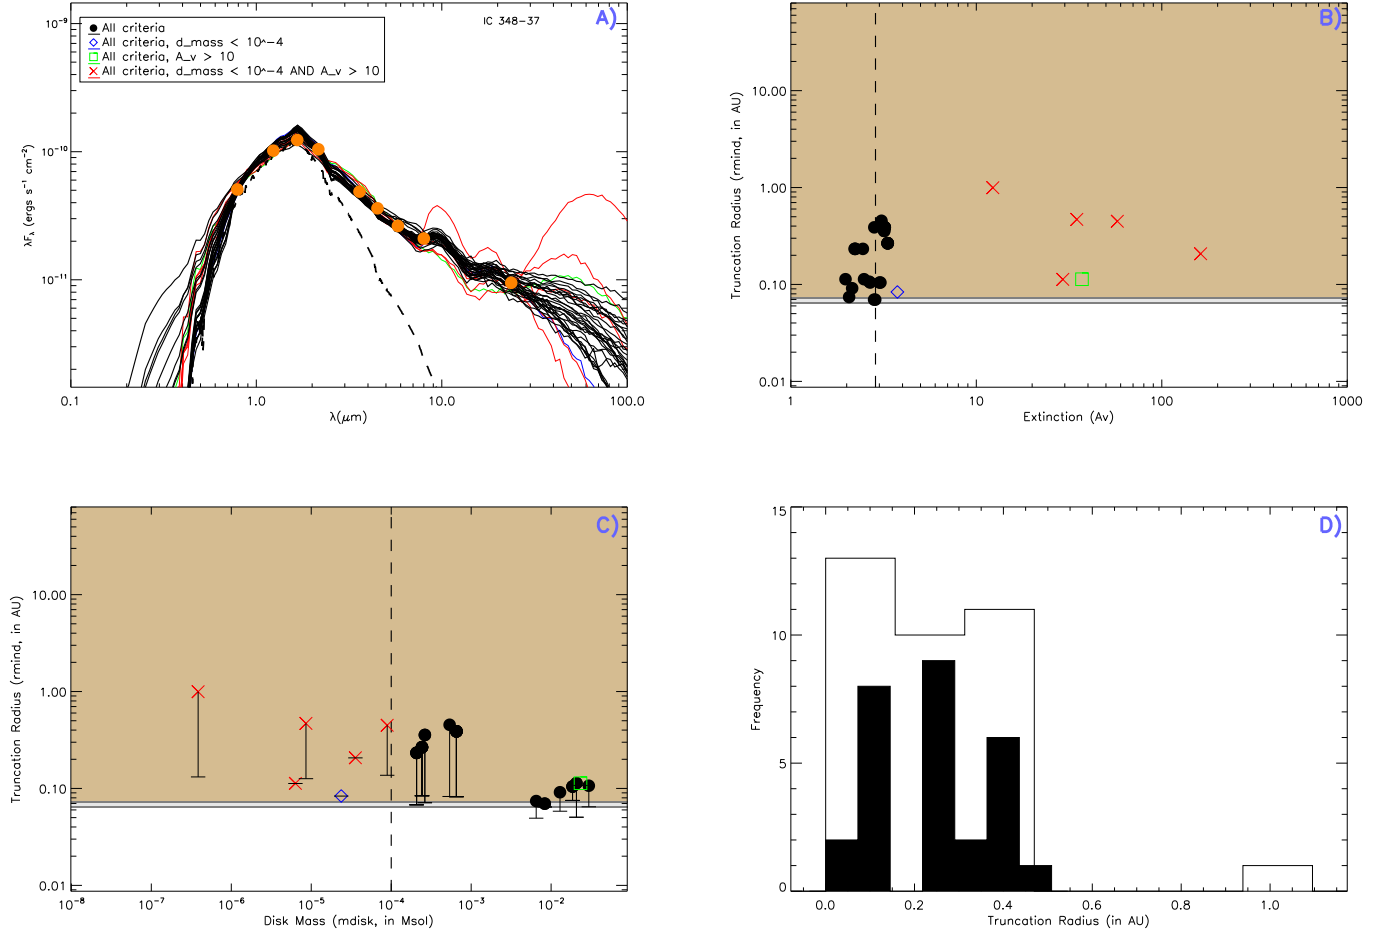 A)
IC 348-37
All criteria
All criteria, d_mass < 10^-4
All criteria, A_v > 10
All criteria, d_mass < 10^-4 AND A_v > 10
10⁻⁹
10⁻¹⁰
10⁻¹¹
λFλ (ergs s⁻¹ cm⁻²)
0.1 1.0 10.0 100.0
λ(μm)
B)
10.00
1.00
0.10
0.01
Truncation Radius (rmind, in AU)
1 10 100 1000
Extinction (Av)
C)
10.00
1.00
0.10
0.01
Truncation Radius (rmind, in AU)
10⁻⁸ 10⁻⁷ 10⁻⁶ 10⁻⁵ 10⁻⁴ 10⁻³ 10⁻²
Disk Mass (mdisk, in Msol)
D)
15
10
5
0
Frequency
0.0 0.2 0.4 0.6 0.8 1.0
Truncation Radius (in AU)